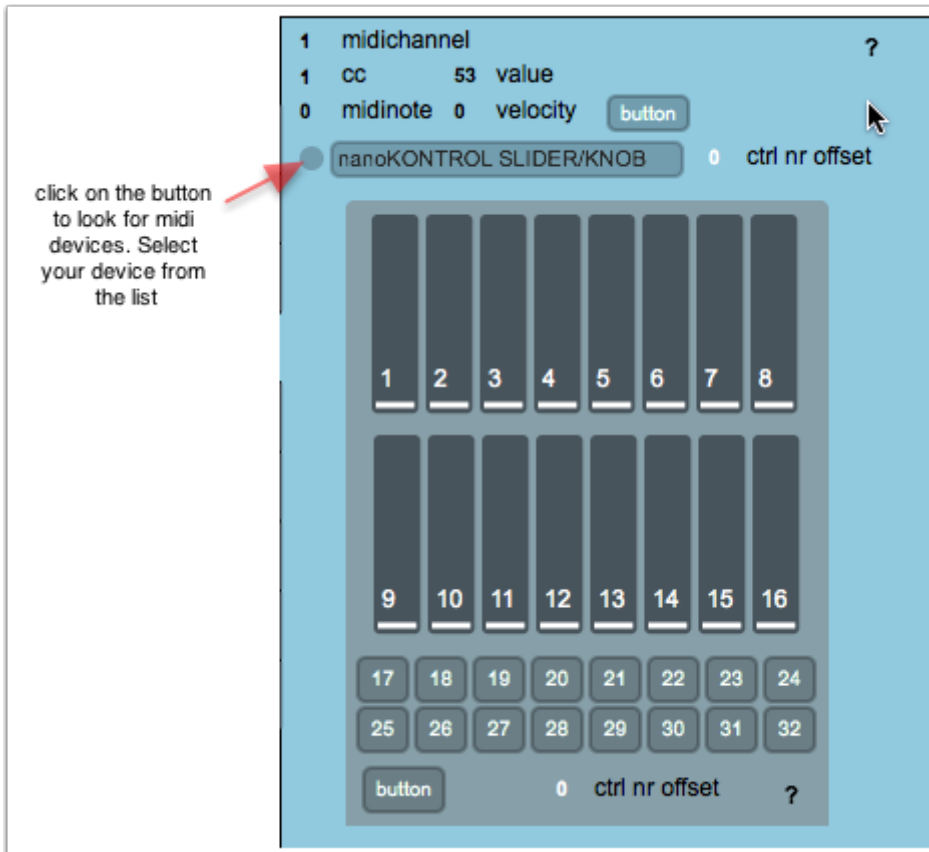 1 midichannel ?
1 cc 53 value
0 midinote 0 velocity button
nanoKONTROL SLIDER/KNOB 0 ctrl nr offset
click on the button
to look for midi
devices. Select
your device from
the list
1 2 3 4 5 6 7 8
9 10 11 12 13 14 15 16
17 18 19 20 21 22 23 24
25 26 27 28 29 30 31 32
button 0 ctrl nr offset ?